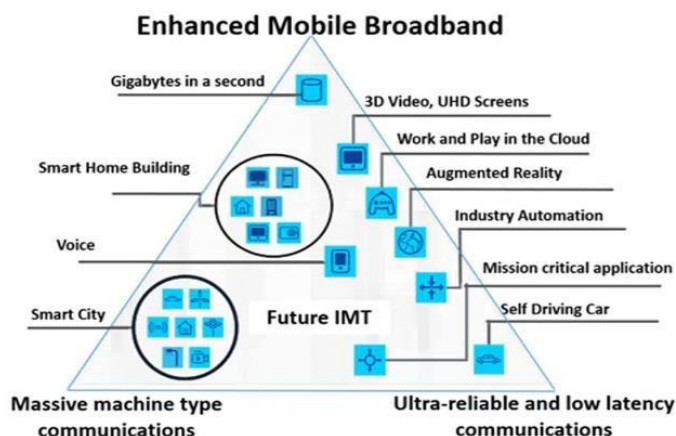 Enhanced Mobile Broadband
Gigabytes in a second
3D Video, UHD Screens
Work and Play in the Cloud
Smart Home Building
Augmented Reality
Industry Automation
Voice
Mission critical application
Smart City
Future IMT
Self Driving Car
Massive machine type
communications
Ultra-reliable and low latency
communications